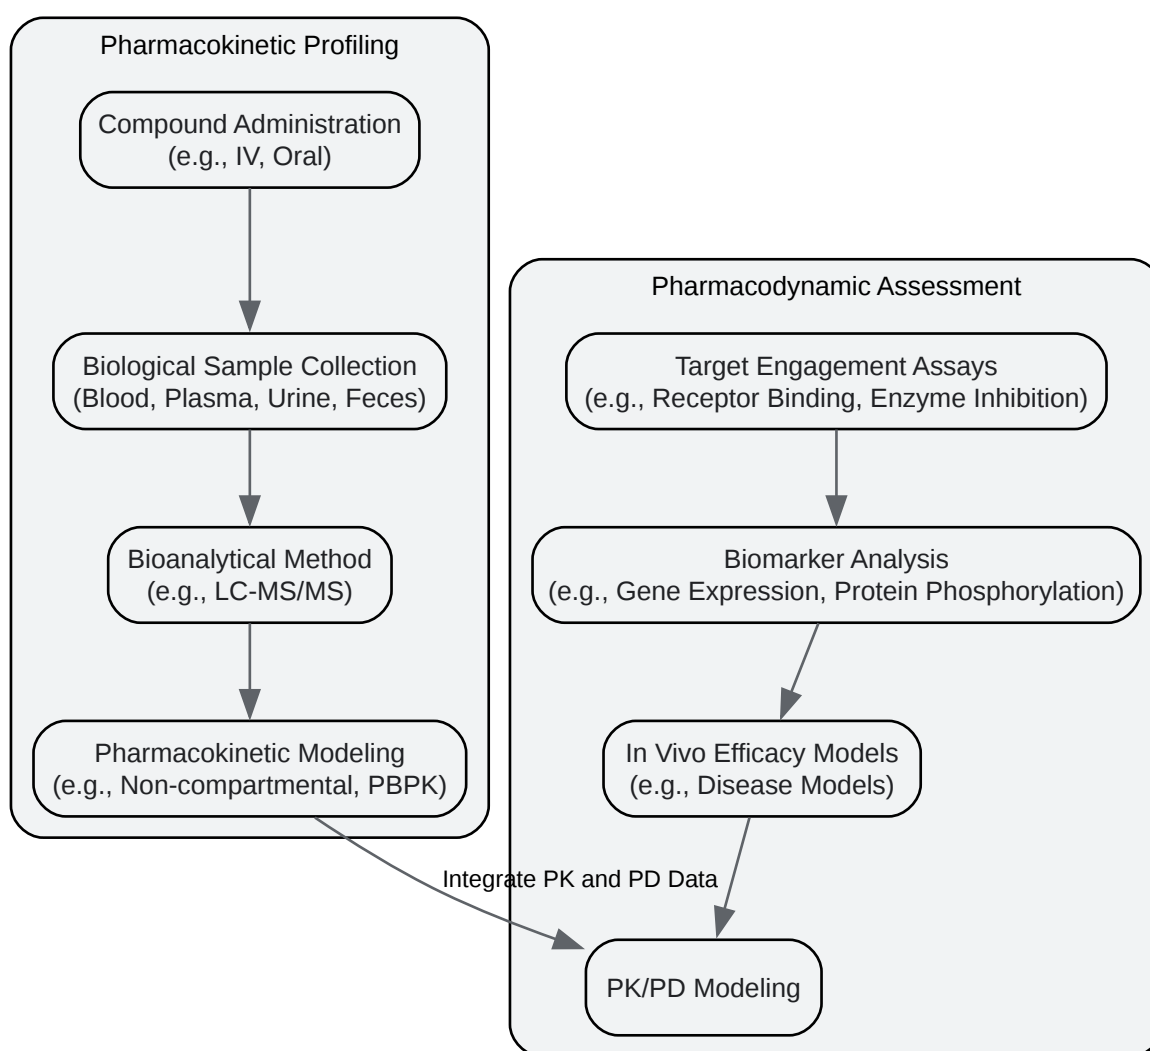 Pharmacokinetic Profiling
Compound Administration
(e.g., IV, Oral)
Biological Sample Collection
(Blood, Plasma, Urine, Feces)
Bioanalytical Method
(e.g., LC-MS/MS)
Pharmacokinetic Modeling
(e.g., Non-compartmental, PBPK)
Pharmacodynamic Assessment
Target Engagement Assays
(e.g., Receptor Binding, Enzyme Inhibition)
Biomarker Analysis
(e.g., Gene Expression, Protein Phosphorylation)
In Vivo Efficacy Models
(e.g., Disease Models)
Integrate PK and PD Data
PK/PD Modeling